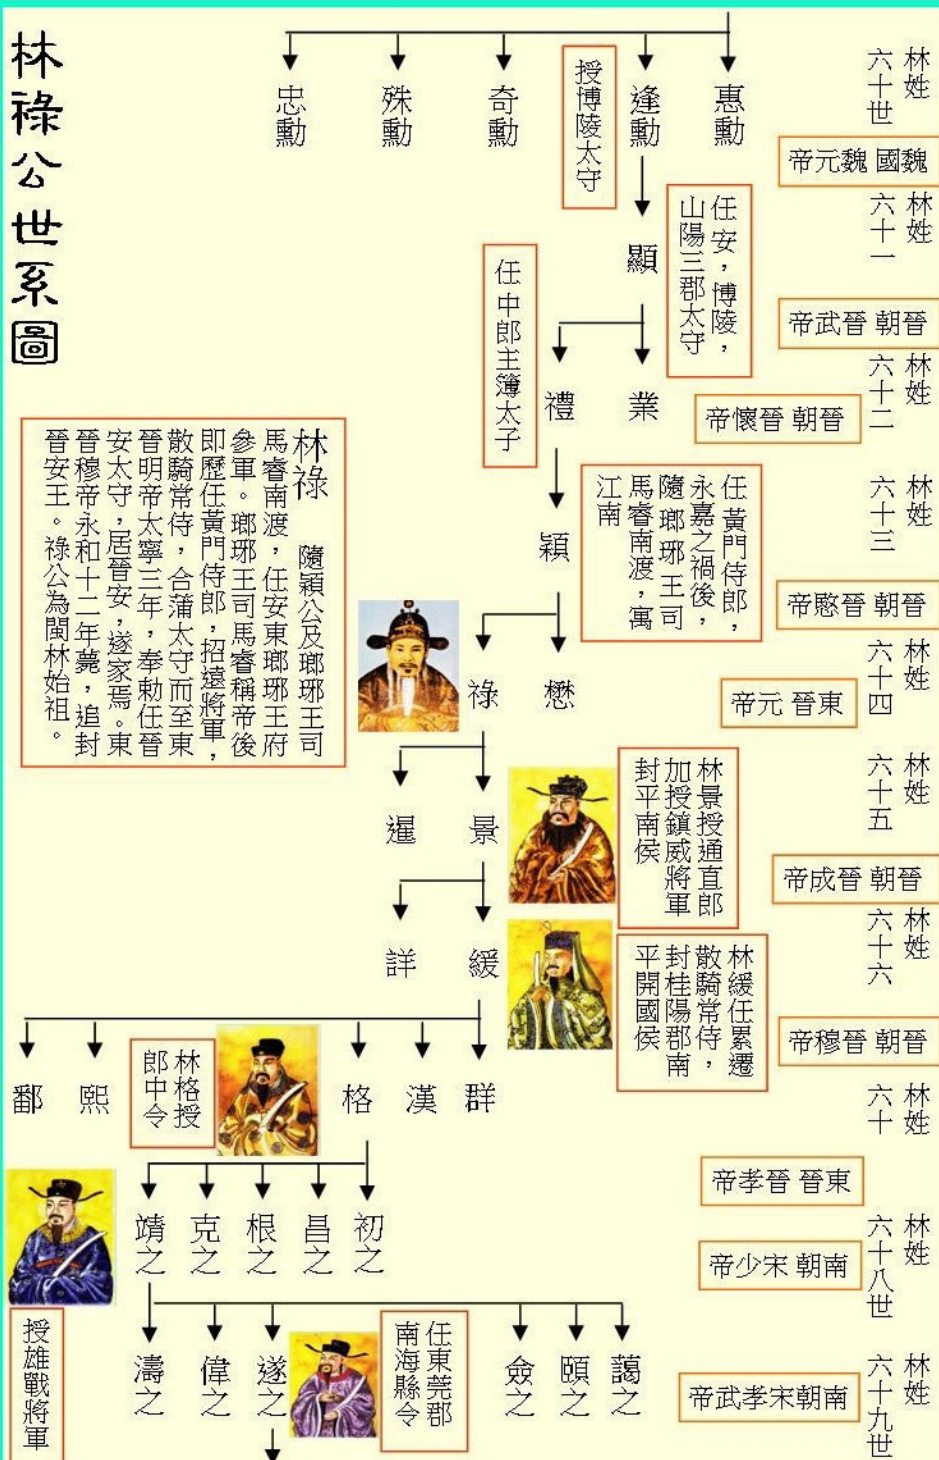 林祿公世系圖
林姓
六十世
惠勳
逢勳
授博陵太守
奇勳
殊勳
忠勳
魏國 魏元帝
林姓
六十一
任安，博陵，
山陽三郡太守
顯
晉朝 晉武帝
林姓
六十二
業
禮
任中郎主簿太子
晉朝 晉懷帝
林姓
六十三
任黃門侍郎，
永嘉之禍後，
隨瑯琊王司
馬睿南渡，寓
江南
穎
晉朝 晉愍帝
林姓
六十四
懋
祿
東晉 元帝
林祿 隨穎公及瑯琊王司
馬睿南渡，任安東瑯琊王府
參軍。瑯琊王司馬睿稱帝後
即歷任黃門侍郎，招遠將軍，
散騎常侍，合蒲太守而至東
晉明帝太寧三年，奉勅任晉
安太守，居晉安，遂家焉。東
晉穆帝永和十二年薨，追封
晉安王。祿公為閩林始祖。
林姓
六十五
林景授通直郎
加授鎮威將軍
封平南侯
景
暹
晉朝 晉成帝
林姓
六十六
林緩任累遷
散騎常侍，
封桂陽郡南
平開國侯
緩
詳
晉朝 晉穆帝
林姓
六十
群
漢
格
林格授
郎中令
熙
鄱
東晉 晉孝帝
林姓
六十八世
初之
昌之
根之
克之
靖之
授雄戰將軍
南朝 宋少帝
林姓
六十九世
藹之
頤之
僉之
任東莞郡
南海縣令
遂之
偉之
濤之
南朝宋孝武帝